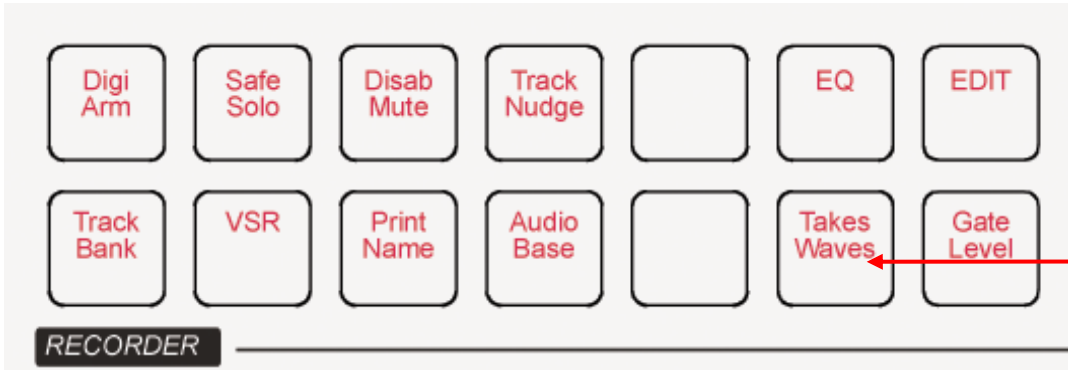 Digi
Arm
Safe
Solo
Disab
Mute
Track
Nudge
EQ
EDIT
Track
Bank
VSR
Print
Name
Audio
Base
Takes
Waves
Gate
Level
RECORDER